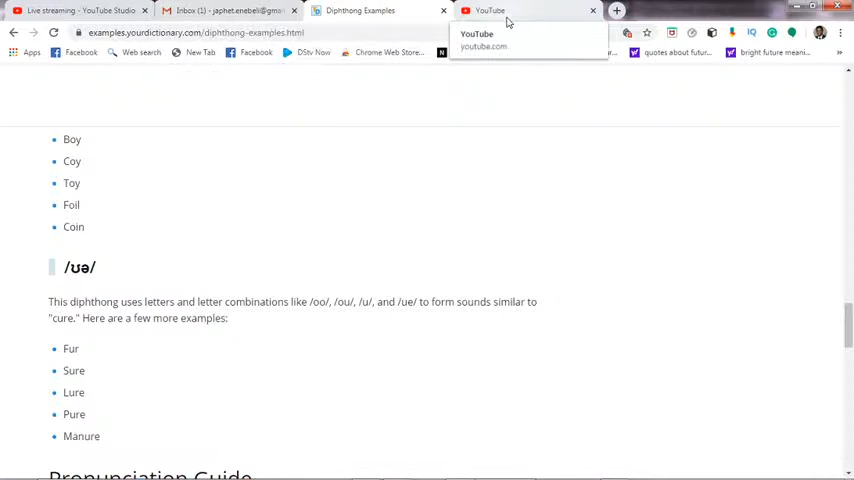 Live streaming - YouTube Studio
Inbox (1) - japhet.enebeli@gmai
Diphthong Examples
YouTube
examples.yourdictionary.com/diphthong-examples.html
YouTube
youtube.com
Apps
Facebook
Web search
New Tab
Facebook
DStv Now
Chrome Web Store...
quotes about futur...
bright future meani...
Boy
Coy
Toy
Foil
Coin
/ʊə/
This diphthong uses letters and letter combinations like /oo/, /ou/, /u/, and /ue/ to form sounds similar to
"cure." Here are a few more examples:
Fur
Sure
Lure
Pure
Manure
Pronunciation Guide